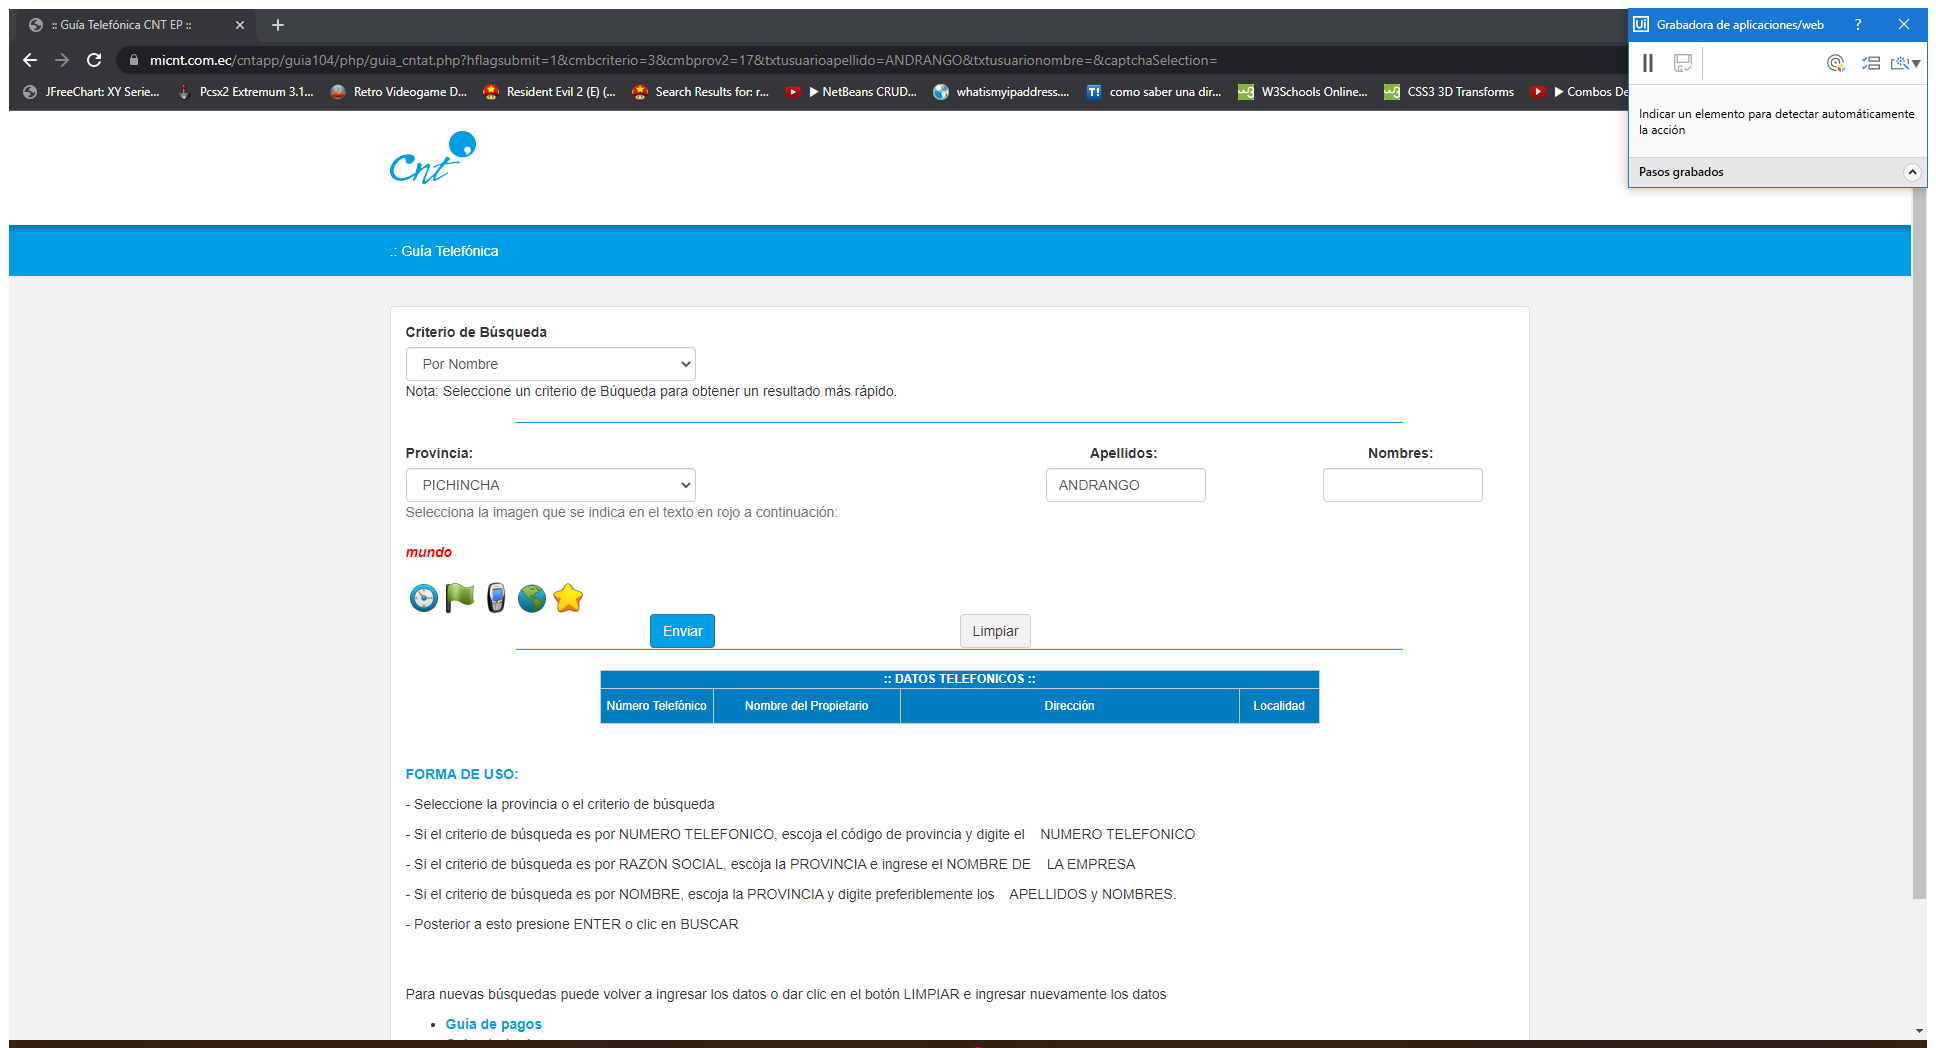 :: Guía Telefónica CNT EP ::
Grabadora de aplicaciones/web
micnt.com.ec/cntapp/guia104/php/guia_cntat.php?hflagsubmit=1&cmbcriterio=3&cmbprov2=17&txtusuarioapellido=ANDRANGO&txtusuarionombre=&captchaSelection=
JFreeChart: XY Serie... Pcsx2 Extremum 3.1... Retro Videogame D... Resident Evil 2 (E) (... Search Results for: r... ▶ NetBeans CRUD... whatismyipaddress.... como saber una dir... W3Schools Online... CSS3 3D Transforms ▶ Combos De
Indicar un elemento para detectar automáticamente
la acción
Pasos grabados
Cnt
.: Guía Telefónica
Criterio de Búsqueda
Por Nombre
Nota: Seleccione un criterio de Búqueda para obtener un resultado más rápido.
Provincia: Apellidos: Nombres:
PICHINCHA ANDRANGO
Selecciona la imagen que se indica en el texto en rojo a continuación:
mundo
Enviar Limpiar
:: DATOS TELEFONICOS ::
Número Telefónico Nombre del Propietario Dirección Localidad
FORMA DE USO:
- Seleccione la provincia o el criterio de búsqueda
- Si el criterio de búsqueda es por NUMERO TELEFONICO, escoja el código de provincia y digite el NUMERO TELEFONICO
- Si el criterio de búsqueda es por RAZON SOCIAL, escoja la PROVINCIA e ingrese el NOMBRE DE LA EMPRESA
- Si el criterio de búsqueda es por NOMBRE, escoja la PROVINCIA y digite preferiblemente los APELLIDOS y NOMBRES.
- Posterior a esto presione ENTER o clic en BUSCAR
Para nuevas búsquedas puede volver a ingresar los datos o dar clic en el botón LIMPIAR e ingresar nuevamente los datos
• Guía de pagos